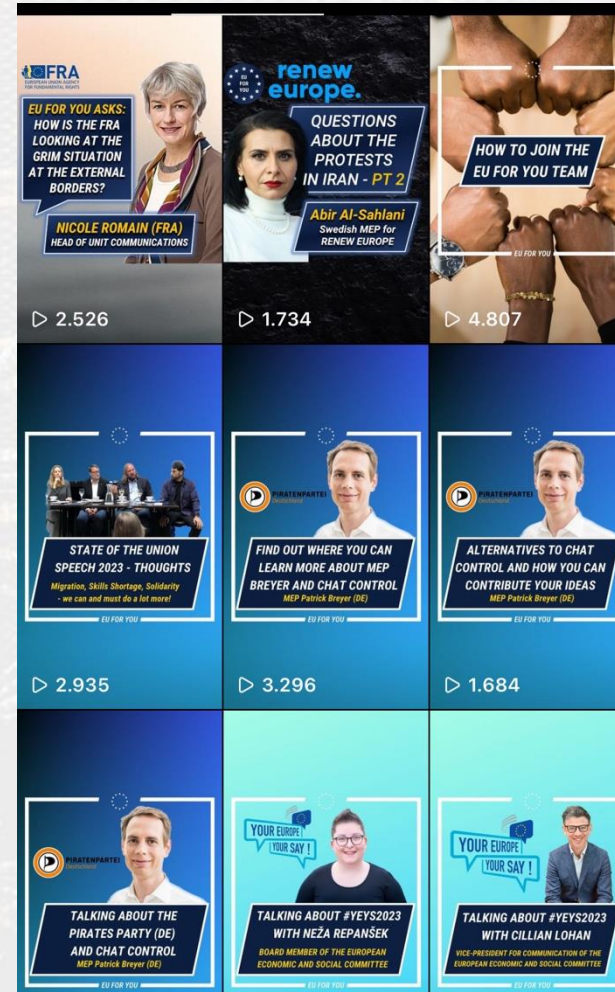 FRA
EUROPEAN UNION AGENCY
FOR FUNDAMENTAL RIGHTS
EU FOR YOU ASKS:
HOW IS THE FRA
LOOKING AT THE
GRIM SITUATION
AT THE EXTERNAL
BORDERS?
NICOLE ROMAIN (FRA)
HEAD OF UNIT COMMUNICATIONS
2.526
EU
FOR
YOU
renew
europe.
QUESTIONS
ABOUT THE
PROTESTS
IN IRAN - PT 2
Abir Al-Sahlani
Swedish MEP for
RENEW EUROPE
1.734
HOW TO JOIN THE
EU FOR YOU TEAM
EU FOR YOU
4.807
STATE OF THE UNION
SPEECH 2023 - THOUGHTS
Migration, Skills Shortage, Solidarity
- we can and must do a lot more!
EU FOR YOU
2.935
PIRATENPARTEI
Deutschland
FIND OUT WHERE YOU CAN
LEARN MORE ABOUT MEP
BREYER AND CHAT CONTROL
MEP Patrick Breyer (DE)
EU FOR YOU
3.296
PIRATENPARTEI
Deutschland
ALTERNATIVES TO CHAT
CONTROL AND HOW YOU CAN
CONTRIBUTE YOUR IDEAS
MEP Patrick Breyer (DE)
EU FOR YOU
1.684
PIRATENPARTEI
Deutschland
TALKING ABOUT THE
PIRATES PARTY (DE)
AND CHAT CONTROL
MEP Patrick Breyer (DE)
EU FOR YOU
YOUR EUROPE
YOUR SAY !
TALKING ABOUT #YEYS2023
WITH NEŽA REPANŠEK
BOARD MEMBER OF THE EUROPEAN
ECONOMIC AND SOCIAL COMMITTEE
EU FOR YOU
YOUR EUROPE
YOUR SAY !
TALKING ABOUT #YEYS2023
WITH CILLIAN LOHAN
VICE-PRESIDENT FOR COMMUNICATION OF THE
EUROPEAN ECONOMIC AND SOCIAL COMMITTEE
EU FOR YOU